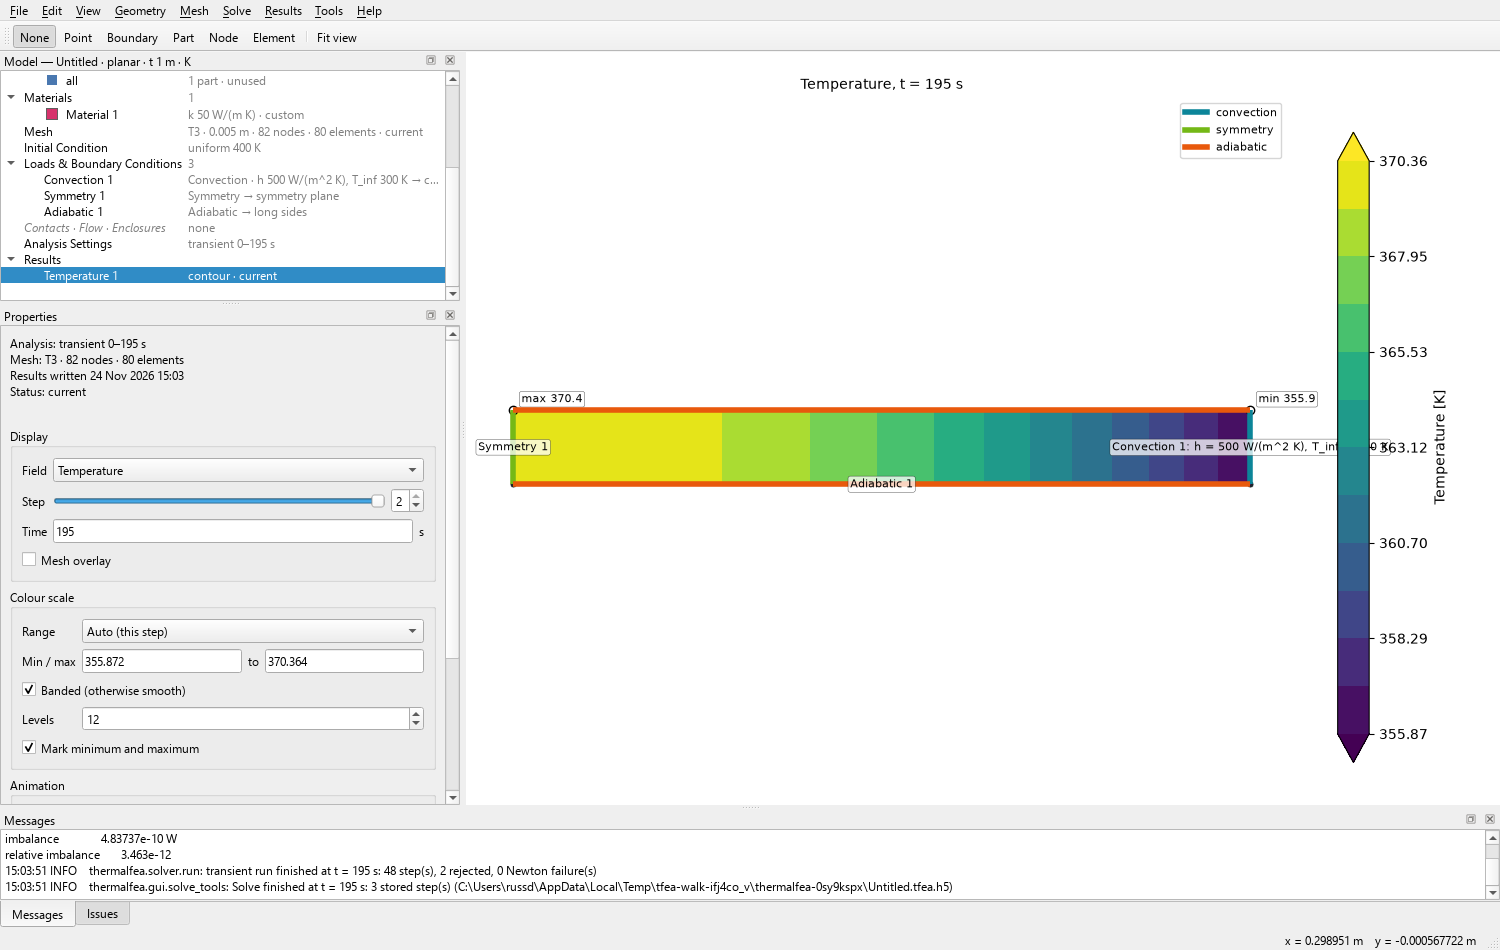 File Edit View Geometry Mesh Solve Results Tools Help
None Point Boundary Part Node Element Fit view
Model — Untitled · planar · t 1 m · K
all 1 part · unused
Materials 1
Material 1 k 50 W/(m K) · custom
Mesh T3 · 0.005 m · 82 nodes · 80 elements · current
Initial Condition uniform 400 K
Loads & Boundary Conditions 3
Convection 1 Convection · h 500 W/(m^2 K), T_inf 300 K → c...
Symmetry 1 Symmetry → symmetry plane
Adiabatic 1 Adiabatic → long sides
Contacts · Flow · Enclosures none
Analysis Settings transient 0–195 s
Results
Temperature 1 contour · current
Properties
Analysis: transient 0–195 s
Mesh: T3 · 82 nodes · 80 elements
Results written 24 Nov 2026 15:03
Status: current
Display
Field Temperature
Step 2
Time 195 s
Mesh overlay
Colour scale
Range Auto (this step)
Min / max 355.872 to 370.364
Banded (otherwise smooth)
Levels 12
Mark minimum and maximum
Animation
Temperature, t = 195 s
convection
symmetry
adiabatic
max 370.4
min 355.9
Symmetry 1
Convection 1: h = 500 W/(m^2 K), T_inf
Adiabatic 1
370.36
367.95
365.53
363.12
360.70
358.29
355.87
Temperature [K]
Messages
imbalance 4.83737e-10 W
relative imbalance 3.463e-12
15:03:51 INFO thermalfea.solver.run: transient run finished at t = 195 s: 48 step(s), 2 rejected, 0 Newton failure(s)
15:03:51 INFO thermalfea.gui.solve_tools: Solve finished at t = 195 s: 3 stored step(s) (C:\Users\russd\AppData\Local\Temp\tfea-walk-ifj4co_v\thermalfea-0sy9kspx\Untitled.tfea.h5)
Messages Issues
x = 0.298951 m y = -0.000567722 m